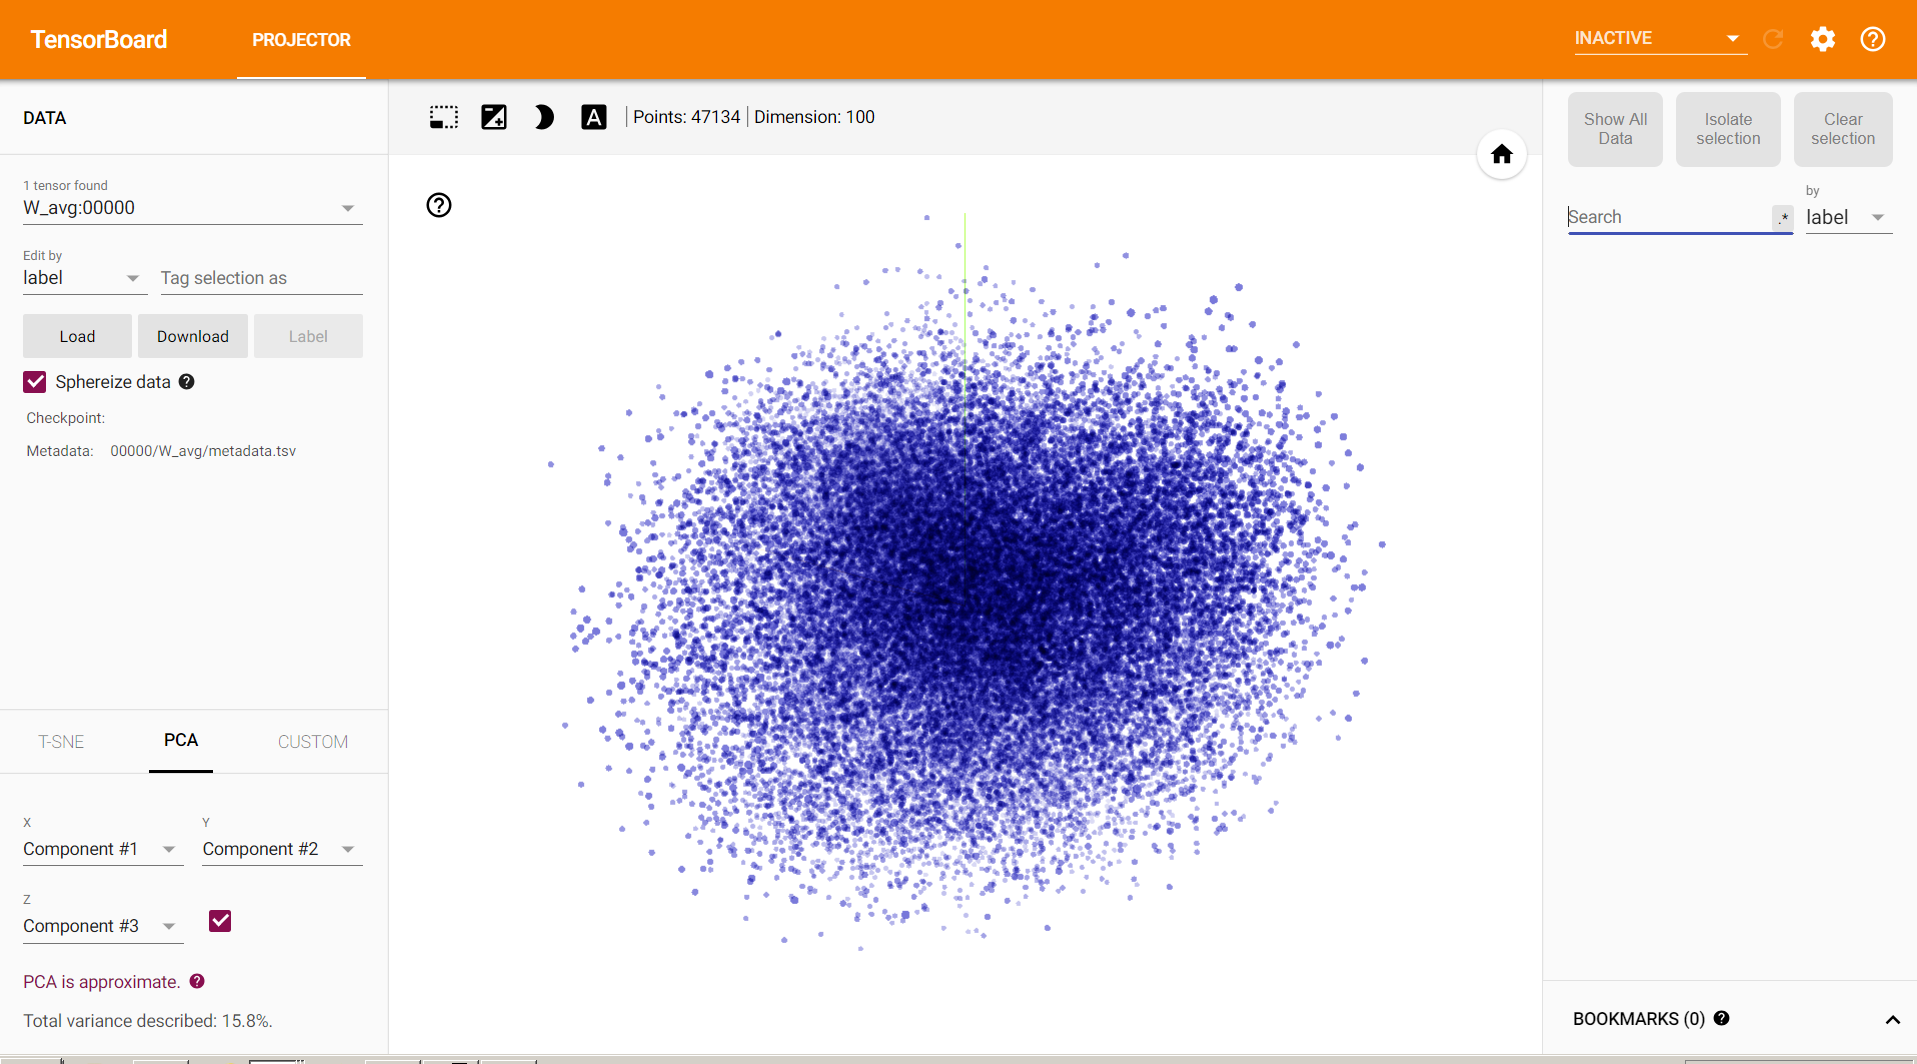 TensorBoard
PROJECTOR
INACTIVE
DATA
1 tensor found
W_avg:00000
Edit by
label
Tag selection as
Load
Download
Label
Sphereize data
Checkpoint:
Metadata: 00000/W_avg/metadata.tsv
T-SNE
PCA
CUSTOM
X
Component #1
Y
Component #2
Z
Component #3
PCA is approximate.
Total variance described: 15.8%.
A
Points: 47134
Dimension: 100
Show All
Data
Isolate
selection
Clear
selection
Search
.*
by
label
BOOKMARKS (0)